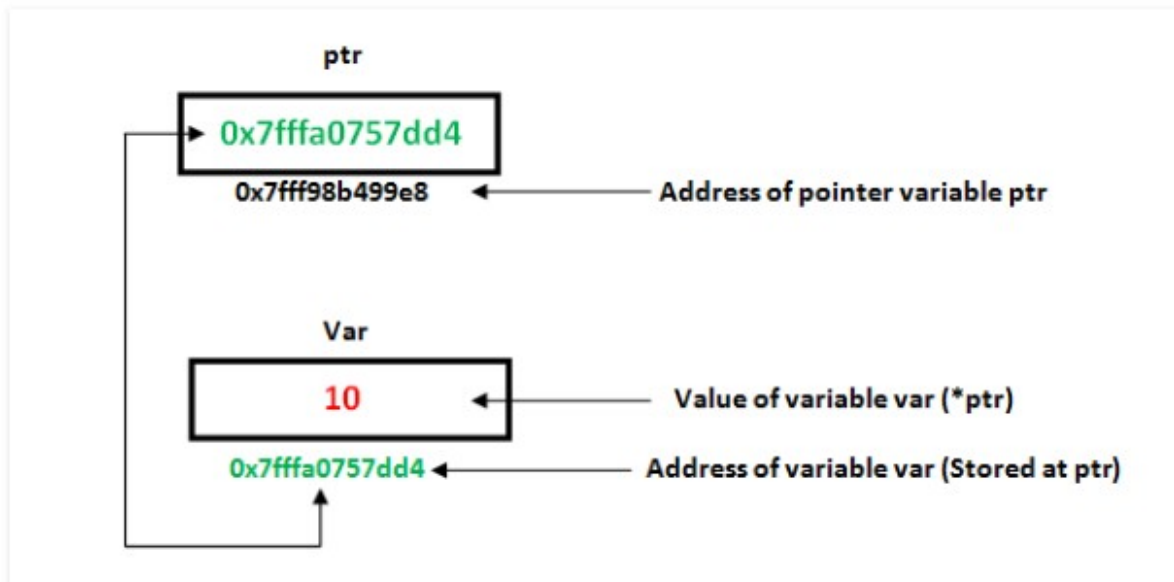 ptr
0x7fffa0757dd4
0x7fff98b499e8
Address of pointer variable ptr
Var
10
Value of variable var (*ptr)
0x7fffa0757dd4
Address of variable var (Stored at ptr)